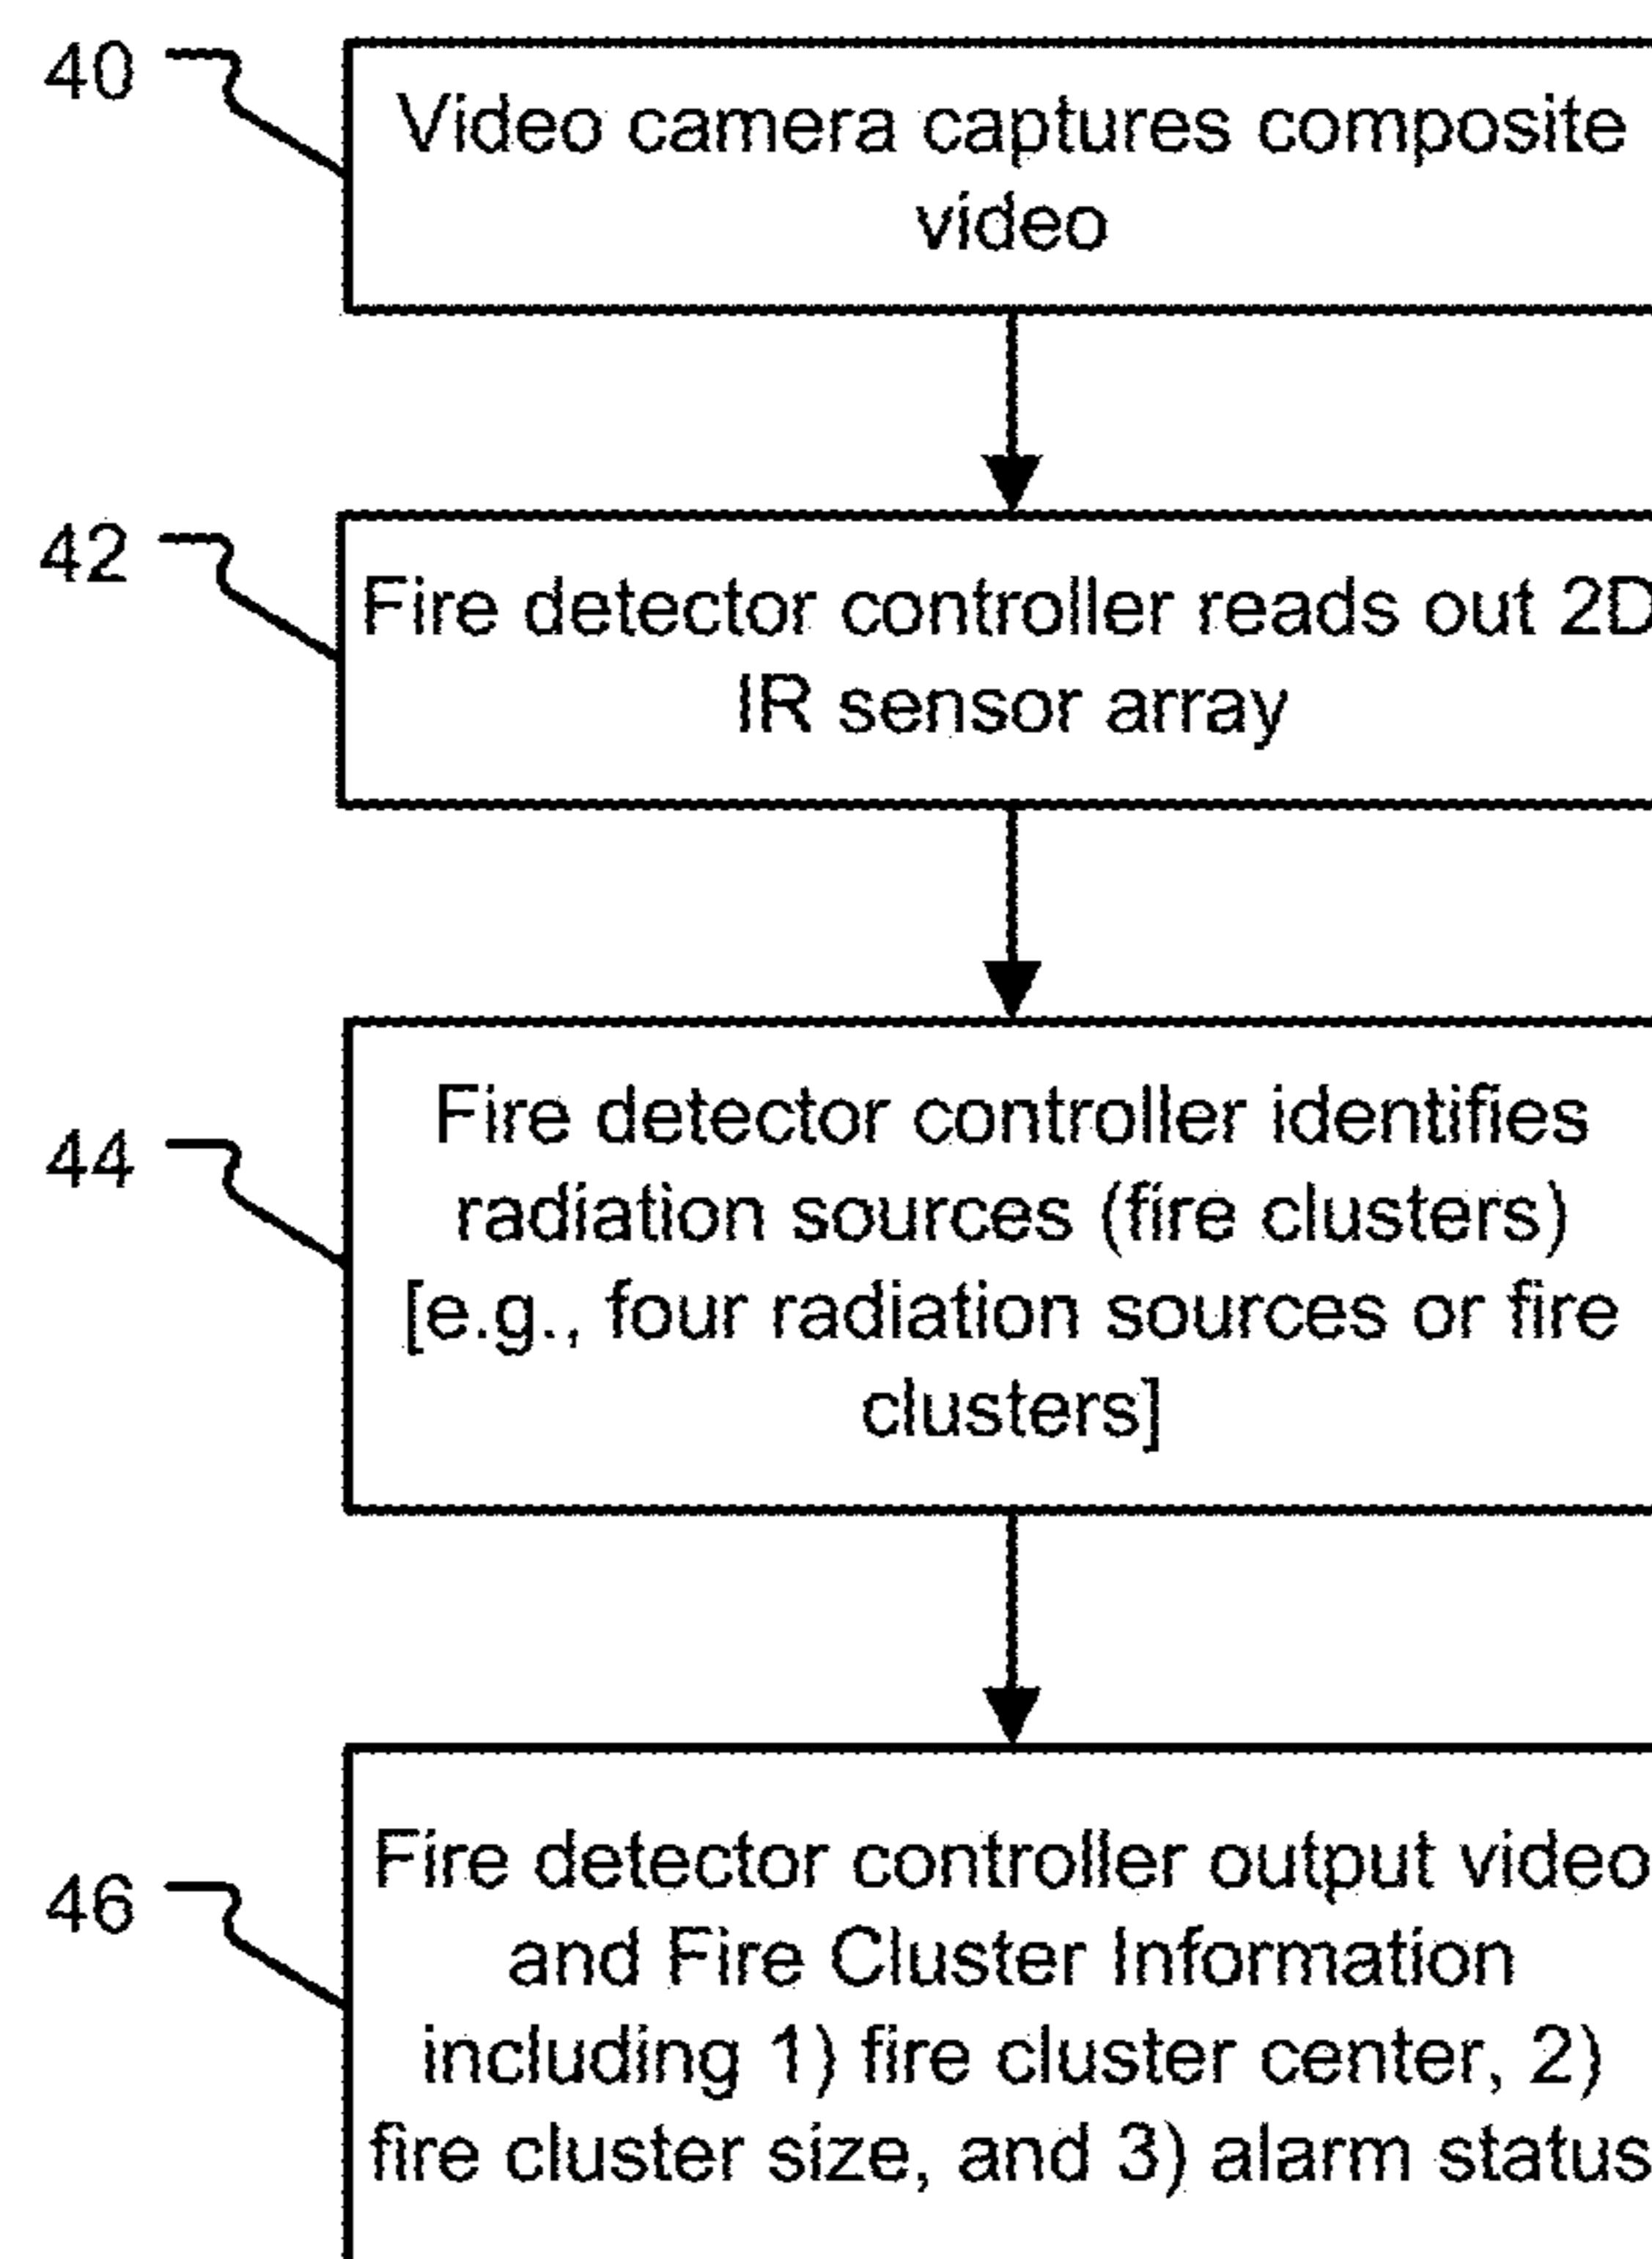 40
Video camera captures composite
video
42
Fire detector controller reads out 2D
IR sensor array
44
Fire detector controller identifies
radiation sources (fire clusters)
[e.g., four radiation sources or fire
clusters]
46
Fire detector controller output video
and Fire Cluster Information
including 1) fire cluster center, 2)
fire cluster size, and 3) alarm status